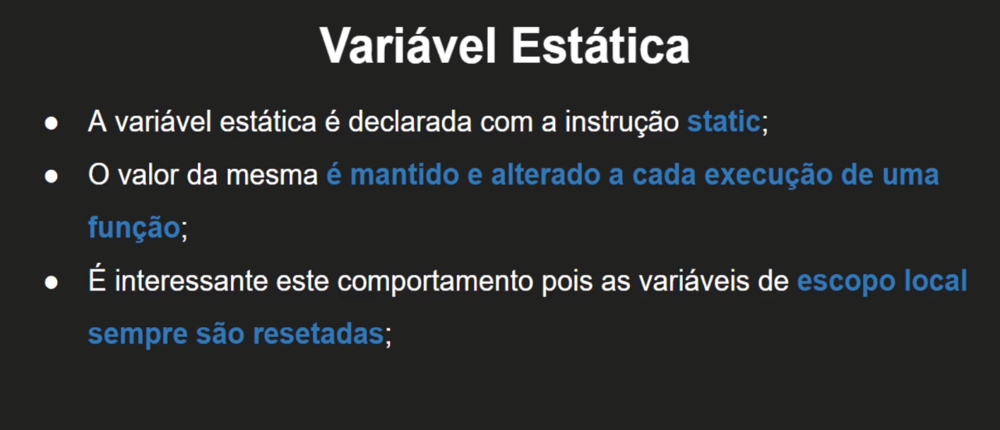 Variável Estática
● A variável estática é declarada com a instrução static;
● O valor da mesma é mantido e alterado a cada execução de uma
função;
● É interessante este comportamento pois as variáveis de escopo local
sempre são resetadas;